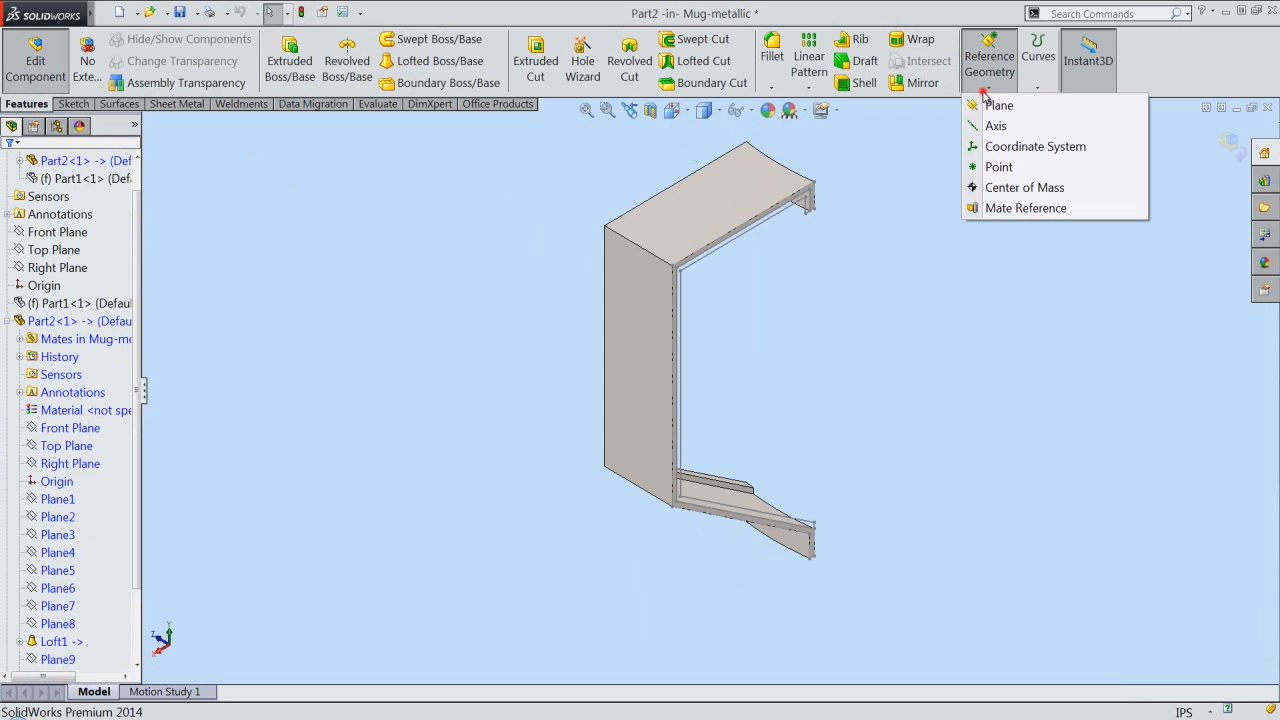 SOLIDWORKS
Part2 -in- Mug-metallic *
Search Commands
Edit Component
No Exte...
Hide/Show Components
Change Transparency
Assembly Transparency
Extruded Boss/Base
Revolved Boss/Base
Swept Boss/Base
Lofted Boss/Base
Boundary Boss/Base
Extruded Cut
Hole Wizard
Revolved Cut
Swept Cut
Lofted Cut
Boundary Cut
Fillet
Linear Pattern
Rib
Draft
Shell
Wrap
Intersect
Mirror
Reference Geometry
Curves
Instant3D
Features
Sketch
Surfaces
Sheet Metal
Weldments
Data Migration
Evaluate
DimXpert
Office Products
Plane
Axis
Coordinate System
Point
Center of Mass
Mate Reference
Part2<1> -> (Def
(f) Part1<1> (Def
Sensors
Annotations
Front Plane
Top Plane
Right Plane
Origin
(f) Part1<1> (Defau
Part2<1> -> (Defau
Mates in Mug-me
History
Sensors
Annotations
Material <not spe
Front Plane
Top Plane
Right Plane
Origin
Plane1
Plane2
Plane3
Plane4
Plane5
Plane6
Plane7
Plane8
Loft1 ->
Plane9
Y
Z
X
Model
Motion Study 1
SolidWorks Premium 2014
IPS